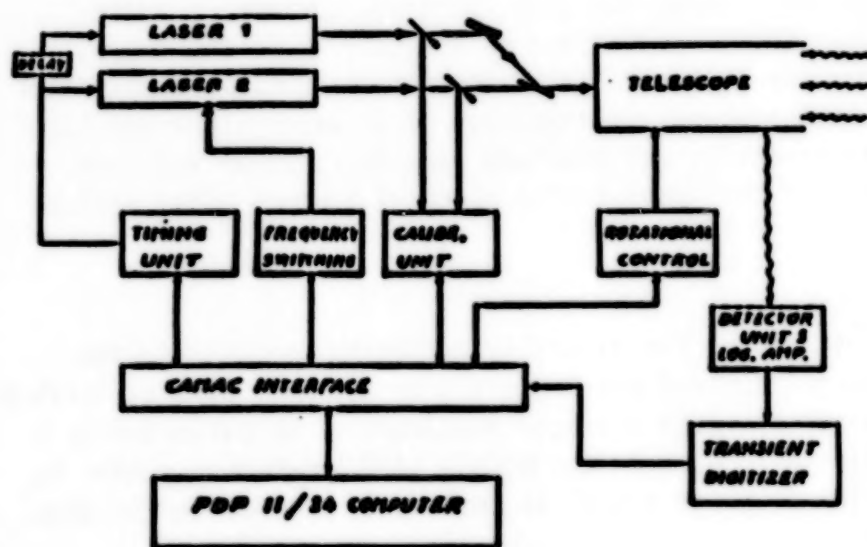 LASER 1
DELAY
LASER 2
TELESCOPE
TIMING
UNIT
FREQUENCY
SWITCHING
CALIBR.
UNIT
ROTATIONAL
CONTROL
DETECTOR
UNIT &
LOG. AMP.
CAMAC INTERFACE
TRANSIENT
DIGITIZER
PDP 11/34 COMPUTER